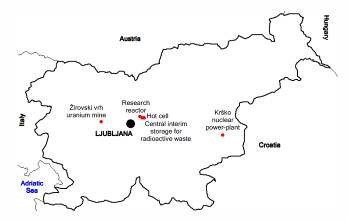 Austria
Hungary
Research
reactor
Žirovski vrh
uranium mine
Hot cell
Central interim
storage for
radioactive waste
LJUBLJANA
Krško
nuclear
power-plant
Italy
Croatia
Adriatic
Sea